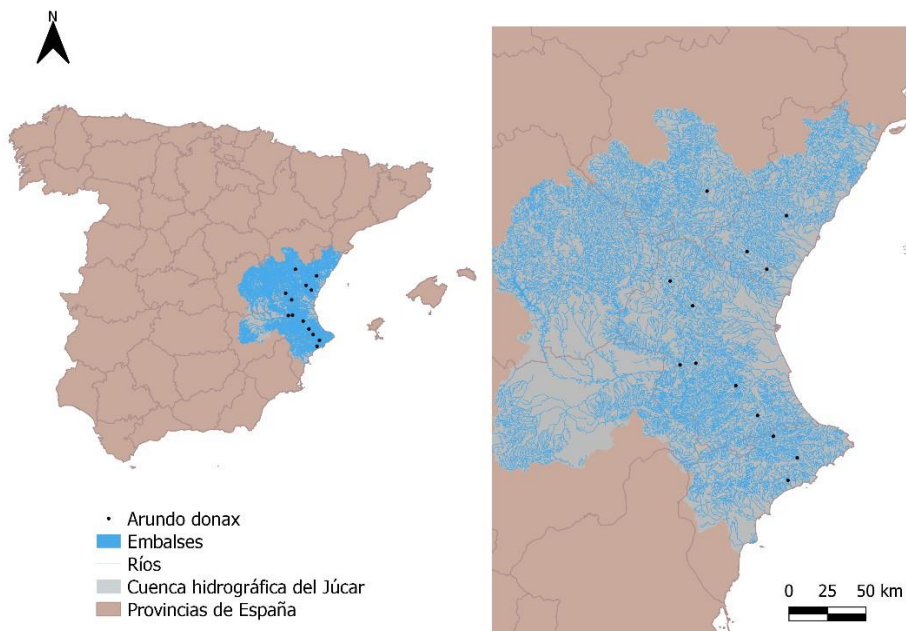 N
Arundo donax
Embalses
Ríos
Cuenca hidrográfica del Júcar
Provincias de España
0 25 50 km